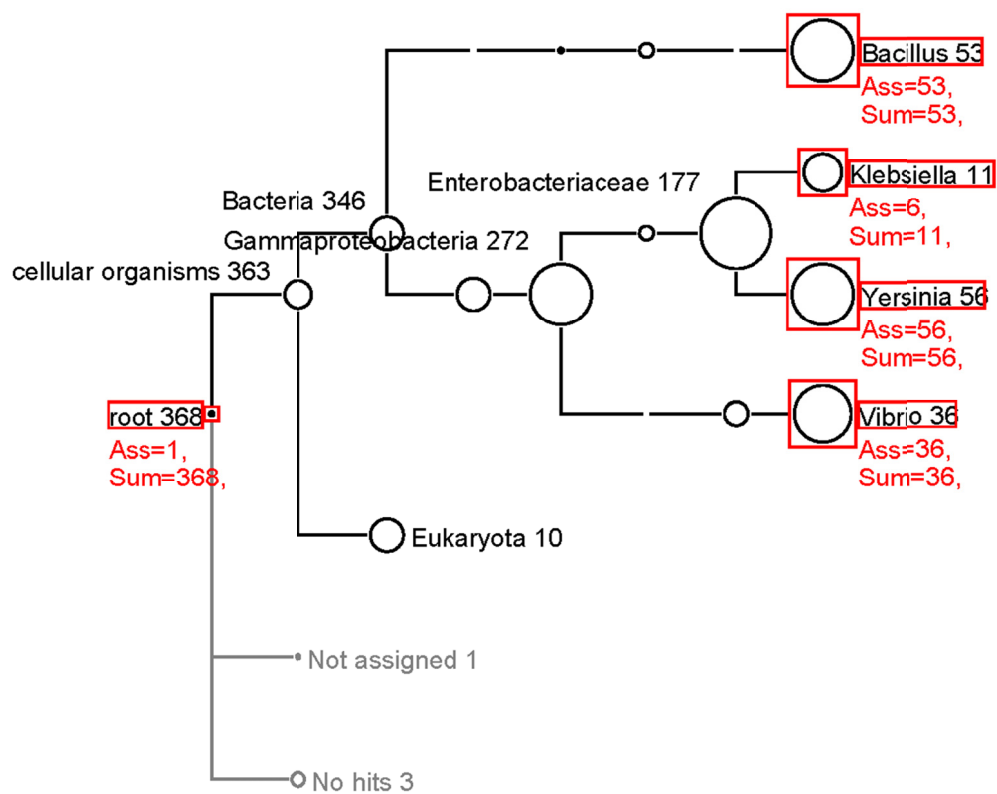 Bacillus 53
Ass=53,
Sum=53,
Klebsiella 11
Ass=6,
Sum=11,
Enterobacteriaceae 177
Bacteria 346
Gammaproteobacteria 272
cellular organisms 363
Yersinia 56
Ass=56,
Sum=56,
root 368
Ass=1,
Sum=368,
Vibrio 36
Ass=36,
Sum=36,
Eukaryota 10
Not assigned 1
No hits 3